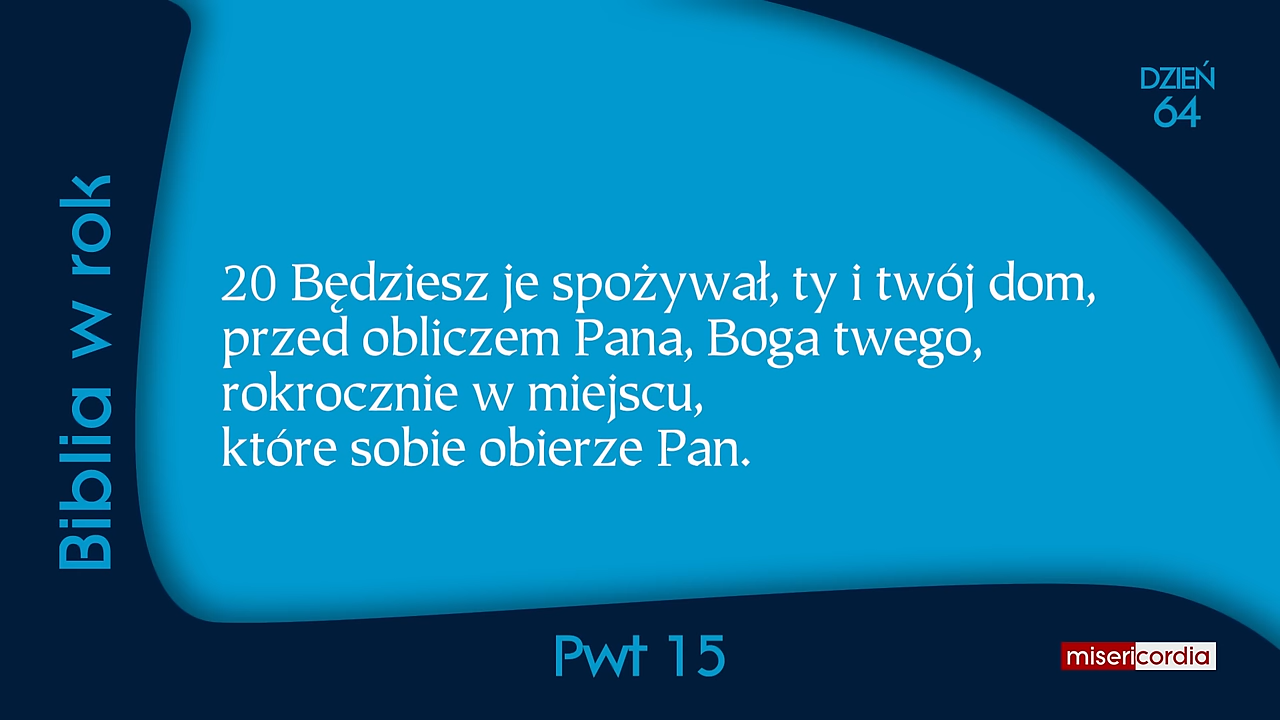 DZIEŃ
64
Biblia w rok
20 Będziesz je spożywał, ty i twój dom,
przed obliczem Pana, Boga twego,
rokrocznie w miejscu,
które sobie obierze Pan.
Pwt 15
misericordia